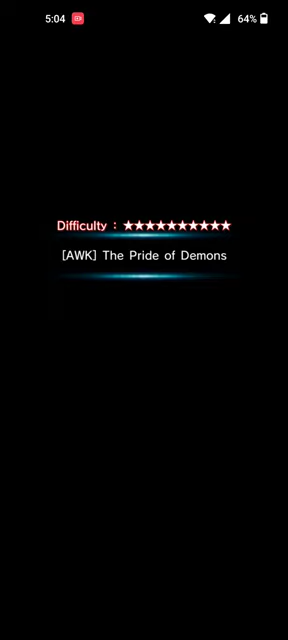 5:04
64%
Difficulty : ★★★★★★★★★★
[AWK] The Pride of Demons